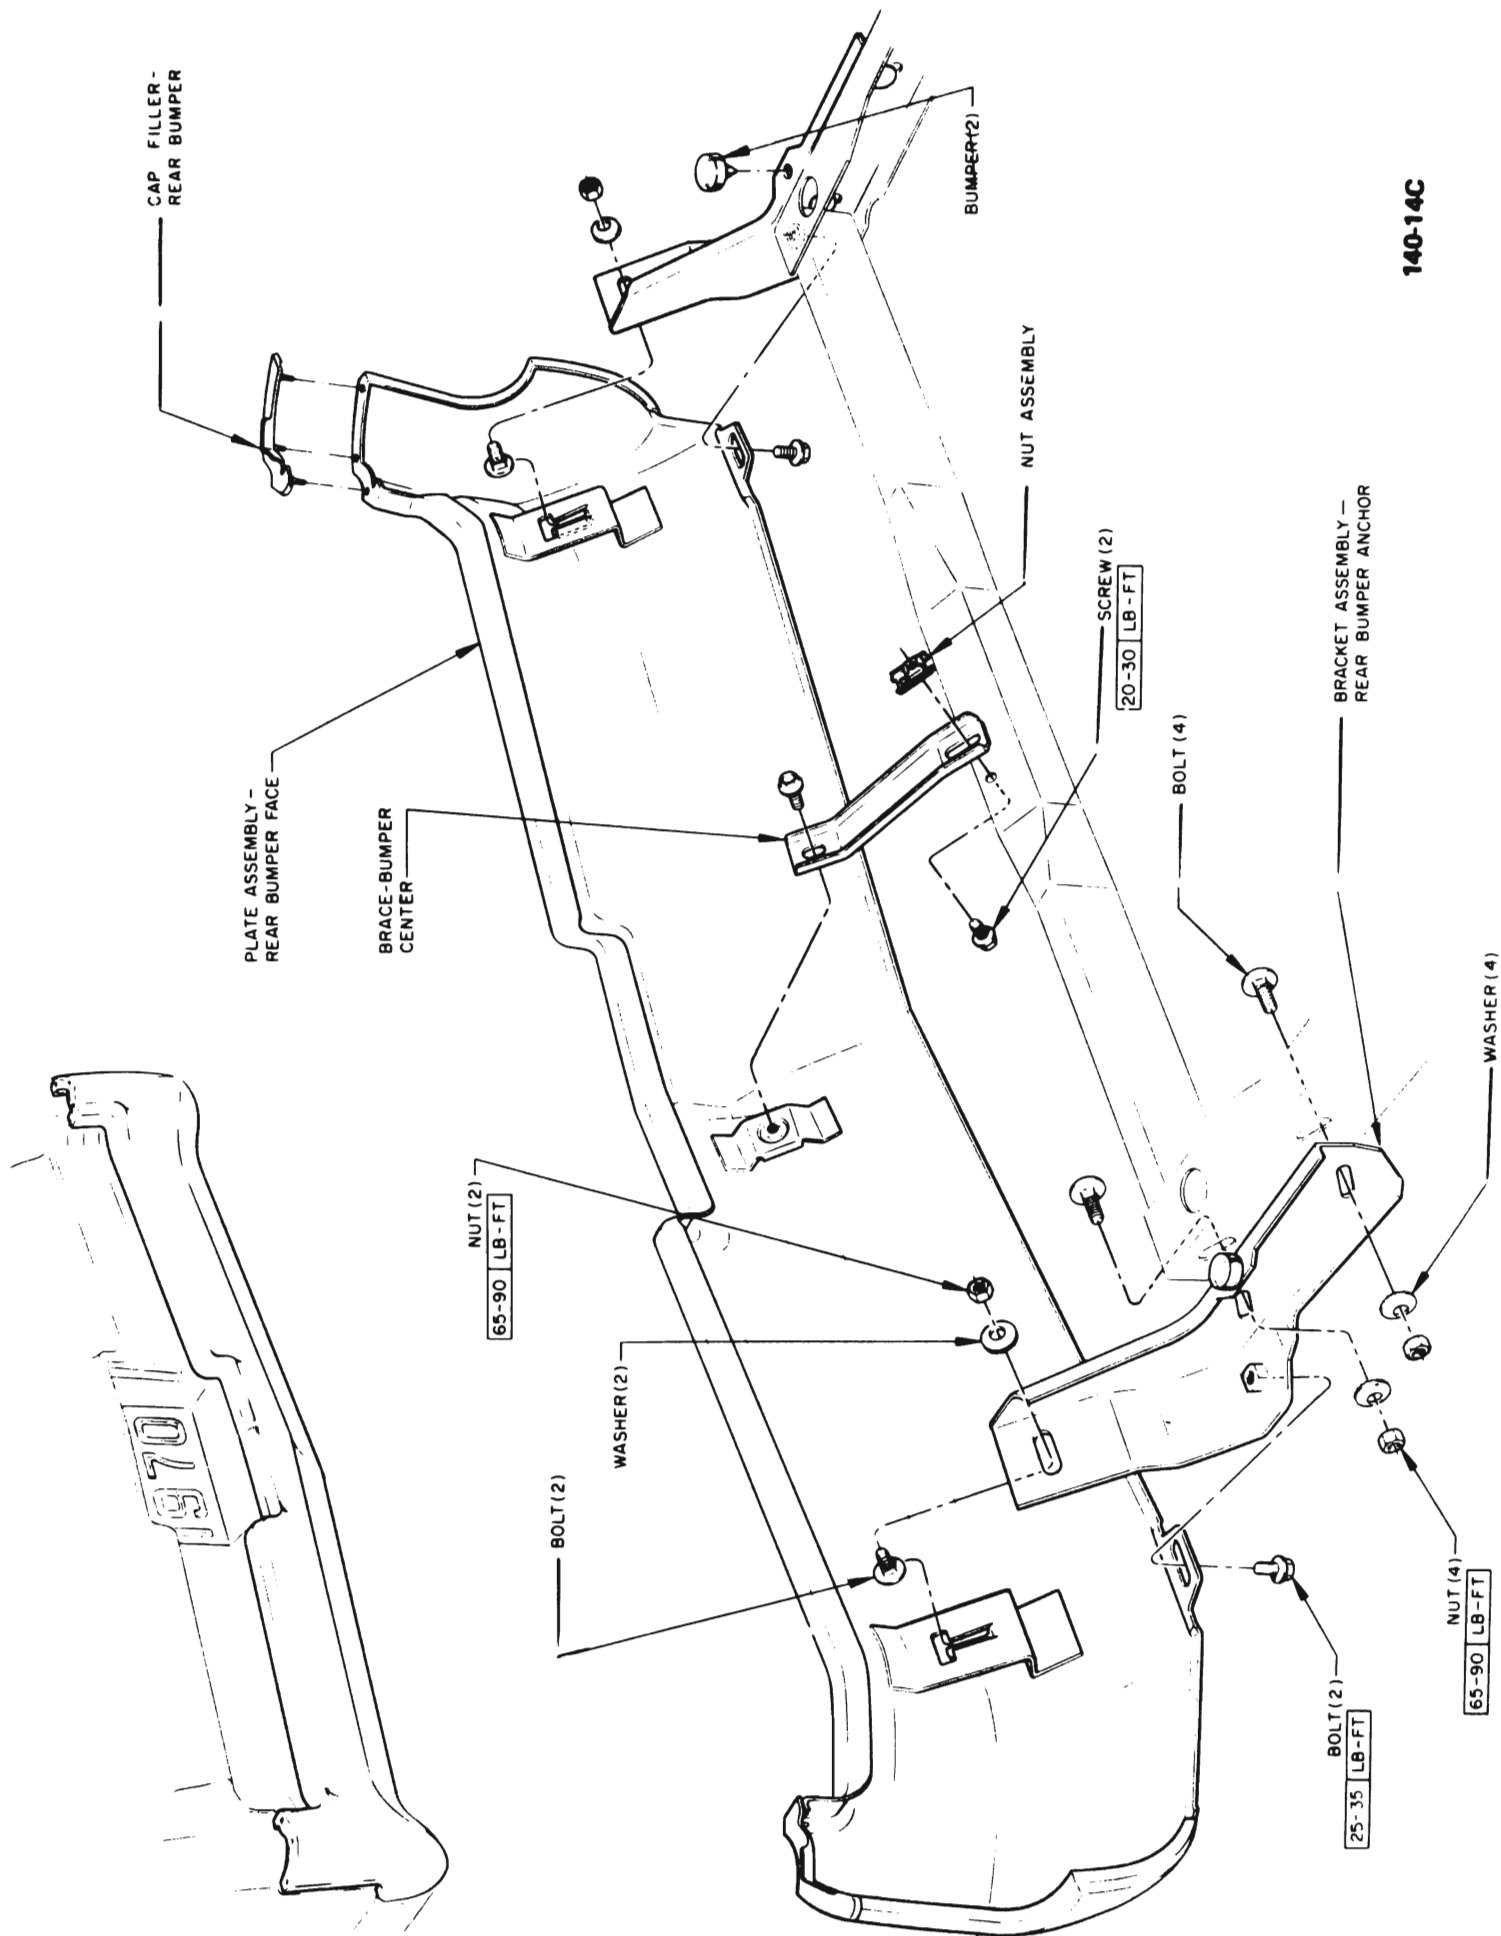 CAP FILLER-
REAR BUMPER
BUMPER(2)
PLATE ASSEMBLY-
REAR BUMPER FACE
BRACE-BUMPER
CENTER
NUT ASSEMBLY
SCREW (2)
20-30 LB-FT
BOLT (4)
BRACKET ASSEMBLY-
REAR BUMPER ANCHOR
WASHER (4)
1970
NUT (2)
65-90 LB-FT
WASHER(2)
BOLT(2)
BOLT(2)
25-35 LB-FT
NUT (4)
65-90 LB-FT
140-14C